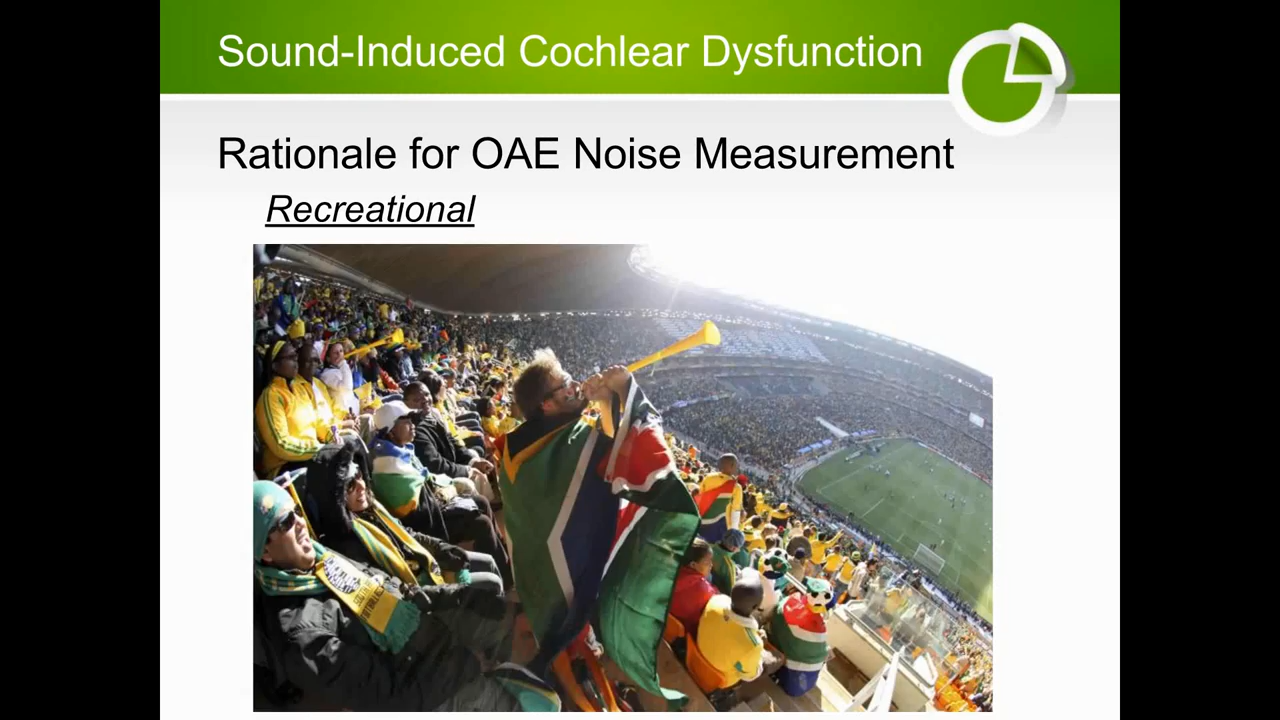 Sound-Induced Cochlear Dysfunction
Rationale for OAE Noise Measurement
Recreational